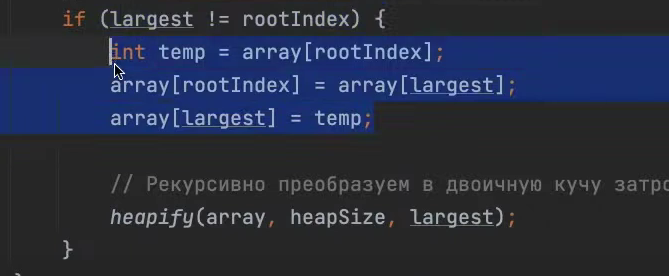 if (largest != rootIndex) {
int temp = array[rootIndex];
array[rootIndex] = array[largest];
array[largest] = temp;
// Рекурсивно преобразуем в двоичную кучу
heapify(array, heapSize, largest);
}